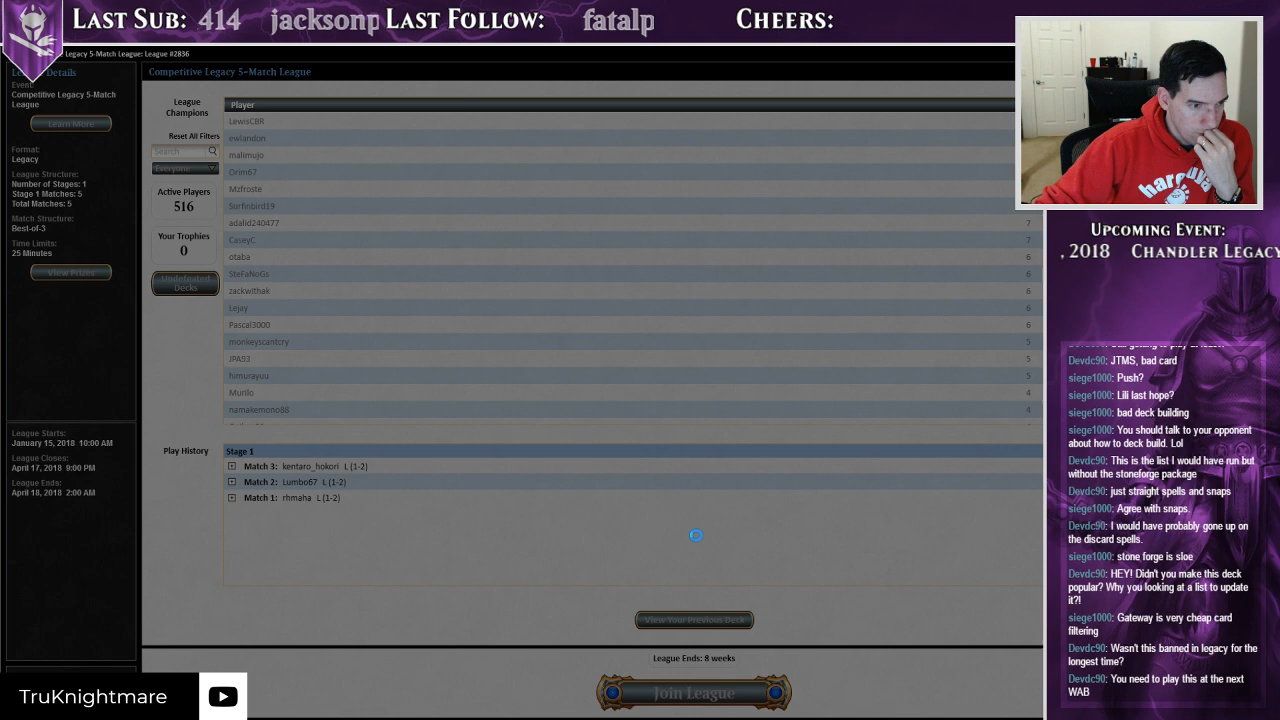 LAST SUB: 414 jacksonp LAST FOLLOW: fatalp CHEERS:
Legacy 5-Match League: League #2836
Details
Event:
Competitive Legacy 5-Match
League
Learn More
Format:
Legacy
League Structure:
Number of Stages: 1
Stage 1 Matches: 5
Total Matches: 5
Match Structure:
Best-of-3
Time Limits:
25 Minutes
View Prizes
League Starts:
January 15, 2018 10:00 AM
League Closes:
April 17, 2018 9:00 PM
League Ends:
April 18, 2018 2:00 AM
Competitive Legacy 5-Match League
League
Champions
Reset All Filters
Search
Everyone
Active Players
516
Your Trophies
0
Undefeated
Decks
Player
LewisCBR
ewlandon
malimujo
Orim67
Mzfroste
Surfinbird19
adalid240477 7
CaseyC 7
otaba 6
SteFaNoGs 6
zackwithak 6
Lejay 6
Pascal3000 6
monkeyscantcry 5
JPA93 5
himurayuu 5
Murilo 4
namakemono88 4
Play History
Stage 1
Match 3: kentaro_hokori L (1-2)
Match 2: Lumbo67 L (1-2)
Match 1: rhmaha L (1-2)
View Your Previous Deck
League Ends: 8 weeks
Join League
UPCOMING EVENT:
, 2018 CHANDLER LEGACY
Devdc90: JTMS, bad card
siege1000: Push?
siege1000: Lili last hope?
siege1000: bad deck building
siege1000: You should talk to your opponent
about how to deck build. Lol
Devdc90: This is the list I would have run but
without the stoneforge package
Devdc90: just straight spells and snaps
siege1000: Agree with snaps.
Devdc90: I would have probably gone up on
the discard spells.
siege1000: stone forge is sloe
Devdc90: HEY! Didn't you make this deck
popular? Why you looking at a list to update
it?!
siege1000: Gateway is very cheap card
filtering
Devdc90: Wasn't this banned in legacy for the
longest time?
Devdc90: You need to play this at the next
WAB
TruKnightmare